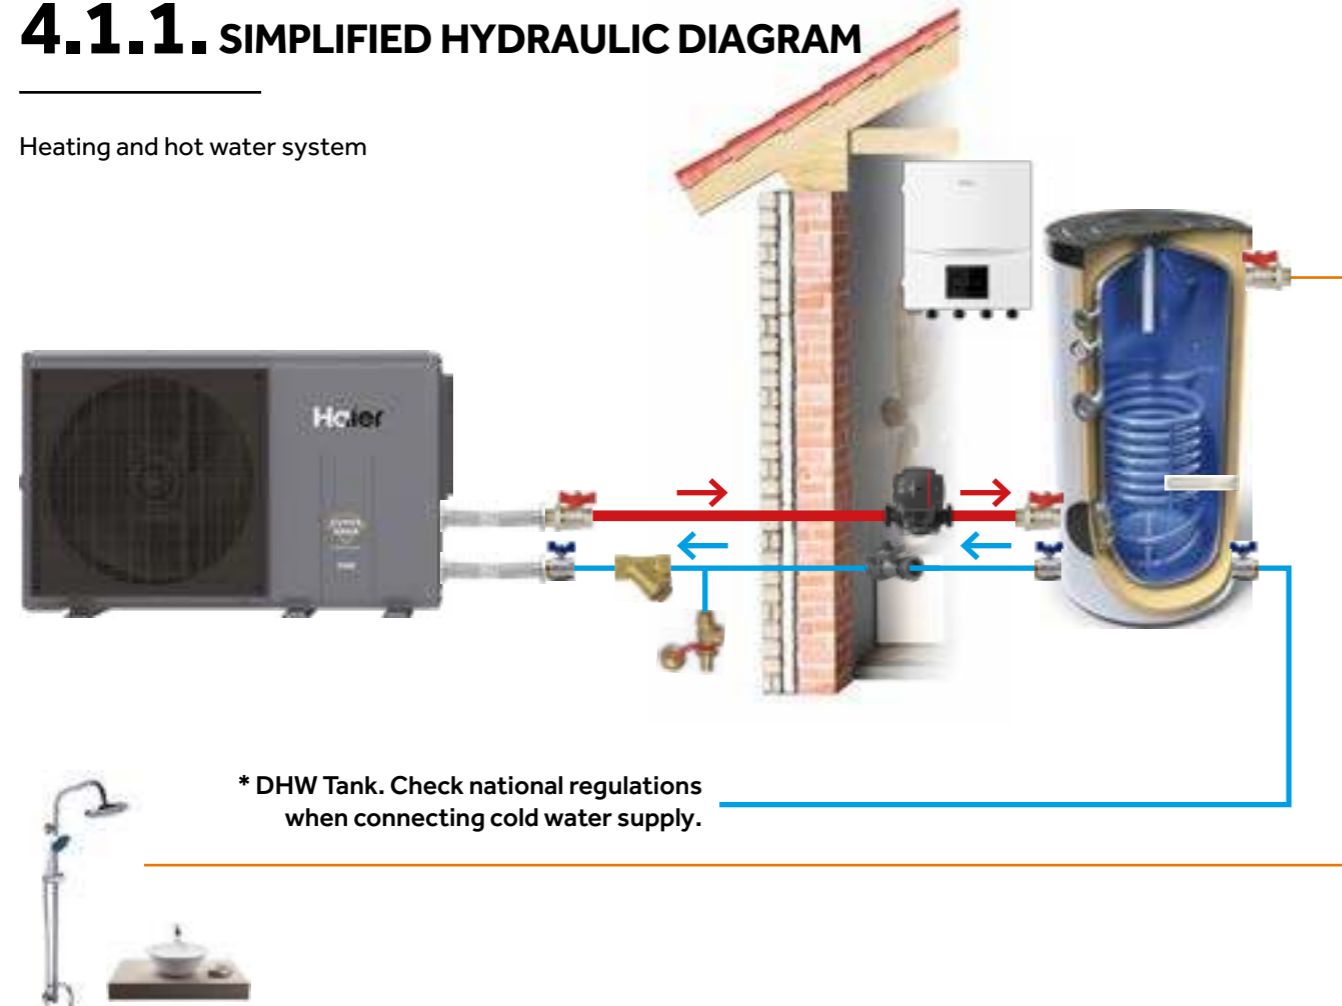 4.1.1. SIMPLIFIED HYDRAULIC DIAGRAM
Heating and hot water system
Haier
* DHW Tank. Check national regulations
when connecting cold water supply.